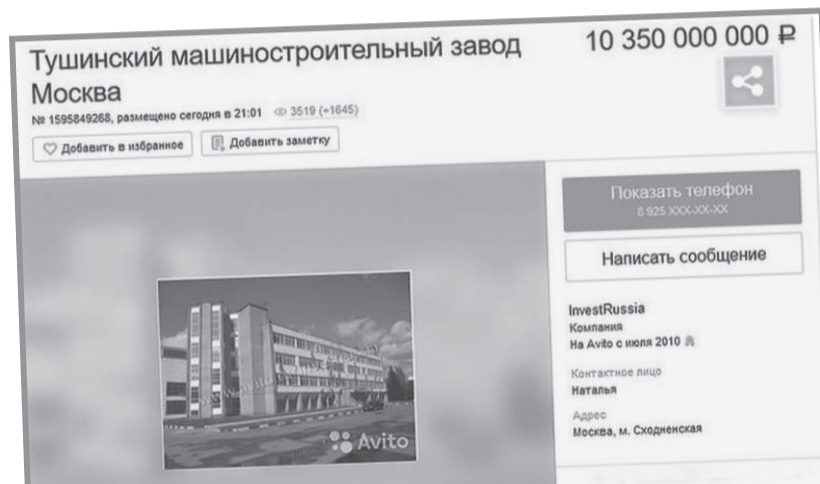 Тушинский машиностроительный завод
Москва
10 350 000 000 ₽
№ 1595849268, размещено сегодня в 21:01 3519 (+1645)
Добавить в избранное
Добавить заметку
Avito
Показать телефон
8 925 XXX-XX-XX
Написать сообщение
InvestRussia
Компания
На Avito с июля 2010
Контактное лицо
Наталья
Адрес
Москва, м. Сходненская